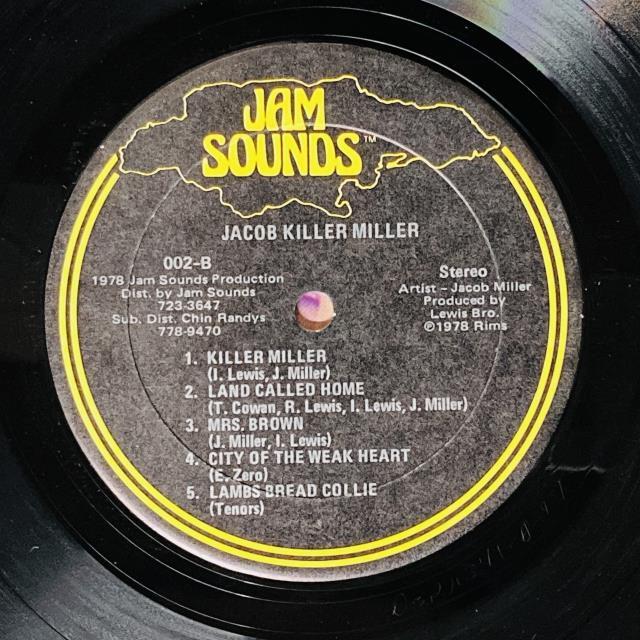 JAM
SOUNDS™
JACOB KILLER MILLER
002-B
1978 Jam Sounds Production
Dist. by Jam Sounds
723-3647
Sub. Dist. Chin Randys
778-9470
Stereo
Artist - Jacob Miller
Produced by
Lewis Bro.
℗1978 Rims
1. KILLER MILLER
(I. Lewis, J. Miller)
2. LAND CALLED HOME
(T. Cowan, R. Lewis, I. Lewis, J. Miller)
3. MRS. BROWN
(J. Miller, I. Lewis)
4. CITY OF THE WEAK HEART
(E. Zero)
5. LAMBS BREAD COLLIE
(Tenors)